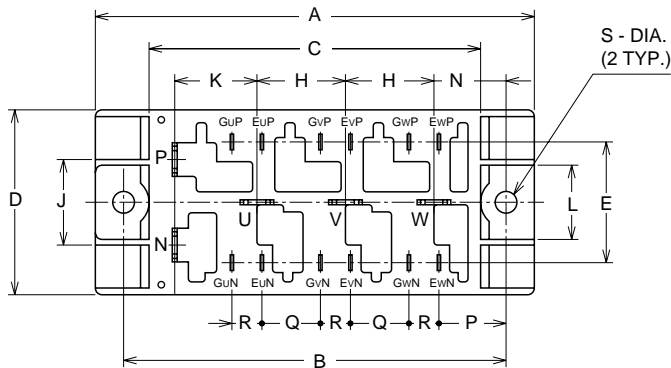 A
S - DIA.
(2 TYP.)
C
K H H N
GUP EUP GVP EVP GWP EWP
P
D J L E
U V W
N
GUN EUN GVN EVN GWN EWN
R Q R Q R P
B